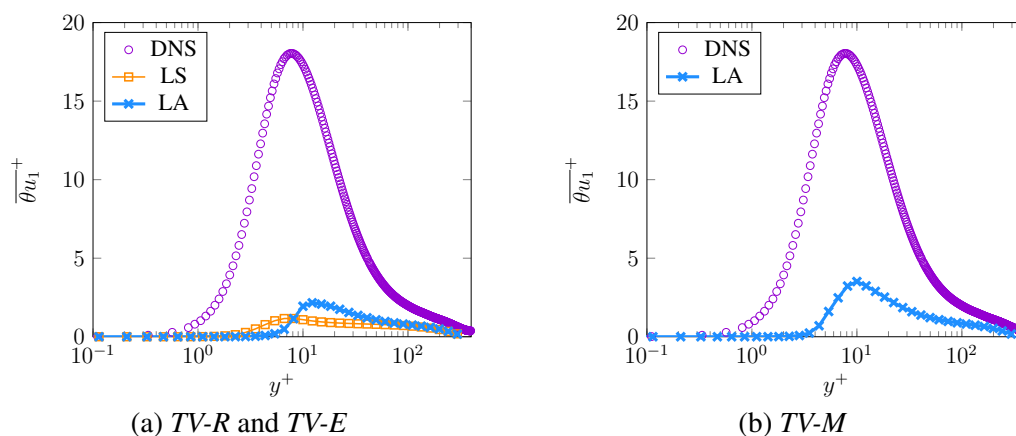 20
15
10
5
0
10⁻¹ 10⁰ 10¹ 10² 
y⁺
θu₁⁺
DNS
LS
LA
(a) TV-R and TV-E
20
15
10
5
0
10⁻¹ 10⁰ 10¹ 10²
y⁺
θu₁⁺
DNS
LA
(b) TV-M